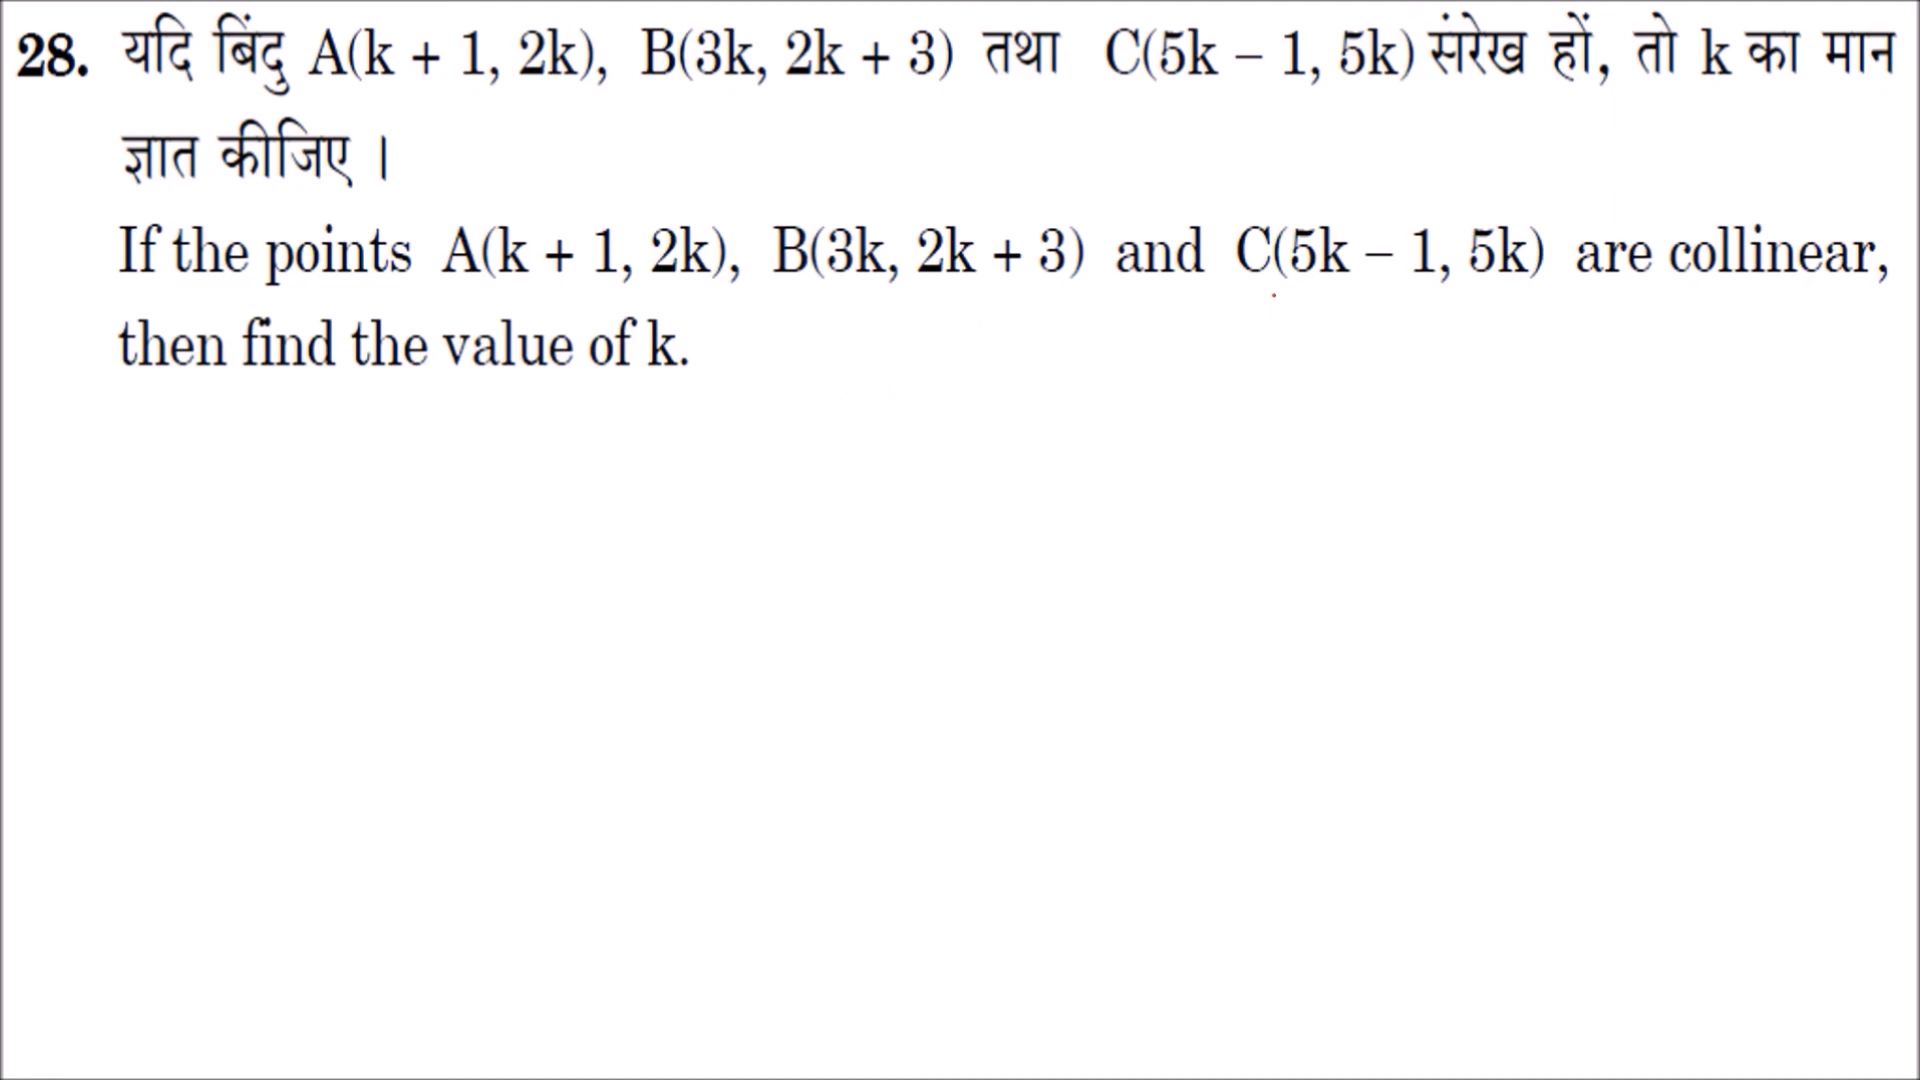 28. यदि बिंदु A(k + 1, 2k), B(3k, 2k + 3) तथा C(5k – 1, 5k) संरेख हों, तो k का मान
ज्ञात कीजिए ।
If the points A(k + 1, 2k), B(3k, 2k + 3) and C(5k – 1, 5k) are collinear,
then find the value of k.